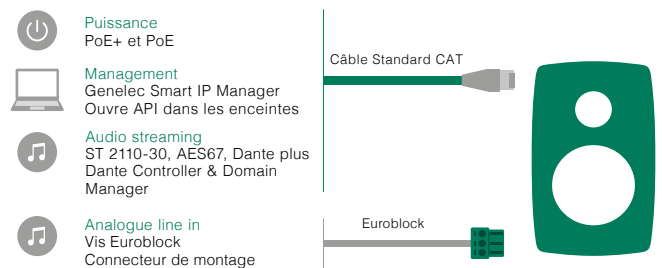 Puissance
PoE+ et PoE
Câble Standard CAT
Management
Genelec Smart IP Manager
Ouvre API dans les enceintes
Audio streaming
ST 2110-30, AES67, Dante plus
Dante Controller & Domain
Manager
Analogue line in
Vis Euroblock
Connecteur de montage
Euroblock